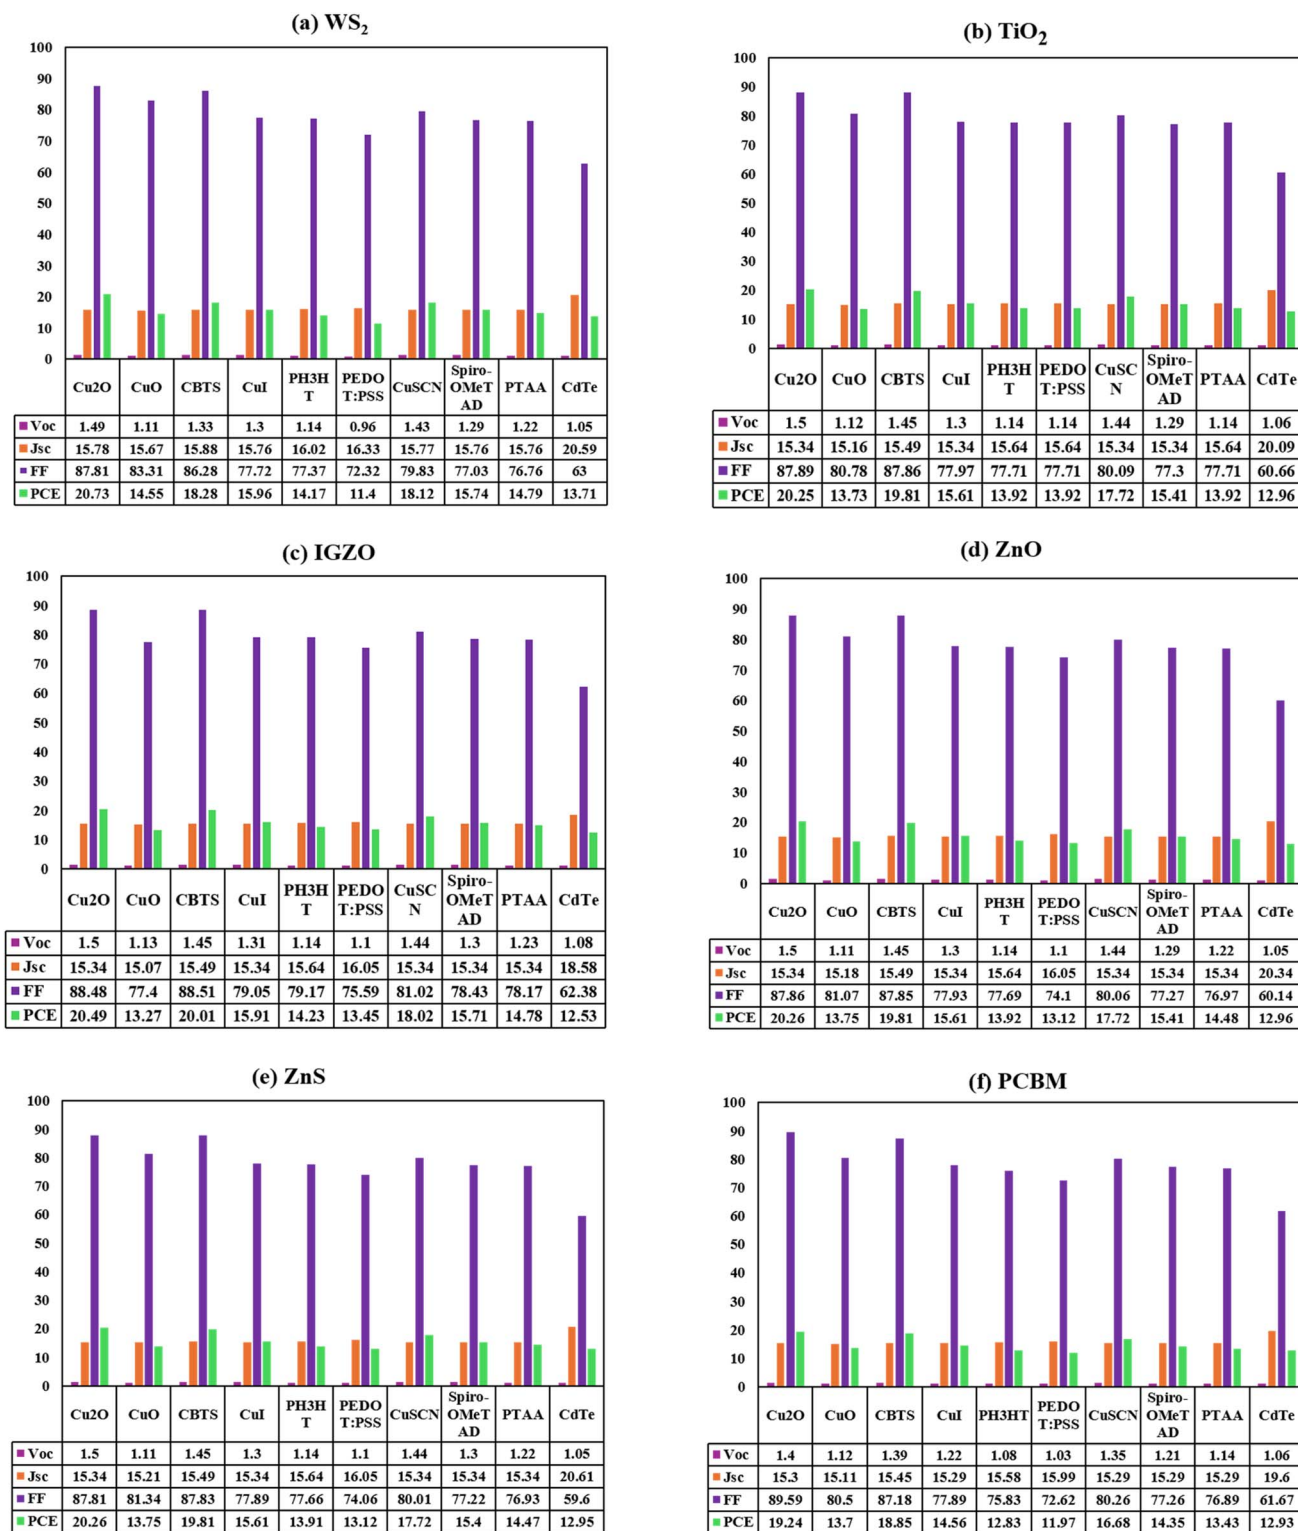 (a) WS₂
100
90
80
70
60
50
40
30
20
10
0
Cu2O CuO CBTS CuI PH3H T PEDO T:PSS CuSCN Spiro- OMeT AD PTAA CdTe
Voc 1.49 1.11 1.33 1.3 1.14 0.96 1.43 1.29 1.22 1.05
Jsc 15.78 15.67 15.88 15.76 16.02 16.33 15.77 15.76 15.76 20.59
FF 87.81 83.31 86.28 77.72 77.37 72.32 79.83 77.03 76.76 63
PCE 20.73 14.55 18.28 15.96 14.17 11.4 18.12 15.74 14.79 13.71
(b) TiO₂
100
90
80
70
60
50
40
30
20
10
0
Cu2O CuO CBTS CuI PH3H T PEDO T:PSS CuSC N Spiro- OMeT AD PTAA CdTe
Voc 1.5 1.12 1.45 1.3 1.14 1.14 1.44 1.29 1.14 1.06
Jsc 15.34 15.16 15.49 15.34 15.64 15.64 15.34 15.34 15.64 20.09
FF 87.89 80.78 87.86 77.97 77.71 77.71 80.09 77.3 77.71 60.66
PCE 20.25 13.73 19.81 15.61 13.92 13.92 17.72 15.41 13.92 12.96
(c) IGZO
100
90
80
70
60
50
40
30
20
10
0
Cu2O CuO CBTS CuI PH3H T PEDO T:PSS CuSC N Spiro- OMeT AD PTAA CdTe
Voc 1.5 1.13 1.45 1.31 1.14 1.1 1.44 1.3 1.23 1.08
Jsc 15.34 15.07 15.49 15.34 15.64 16.05 15.34 15.34 15.34 18.58
FF 88.48 77.4 88.51 79.05 79.17 75.59 81.02 78.43 78.17 62.38
PCE 20.49 13.27 20.01 15.91 14.23 13.45 18.02 15.71 14.78 12.53
(d) ZnO
100
90
80
70
60
50
40
30
20
10
0
Cu2O CuO CBTS CuI PH3H T PEDO T:PSS CuSCN Spiro- OMeT AD PTAA CdTe
Voc 1.5 1.11 1.45 1.3 1.14 1.1 1.44 1.29 1.22 1.05
Jsc 15.34 15.18 15.49 15.34 15.64 16.05 15.34 15.34 15.34 20.34
FF 87.86 81.07 87.85 77.93 77.69 74.1 80.06 77.27 76.97 60.14
PCE 20.26 13.75 19.81 15.61 13.92 13.12 17.72 15.41 14.48 12.96
(e) ZnS
100
90
80
70
60
50
40
30
20
10
0
Cu2O CuO CBTS CuI PH3H T PEDO T:PSS CuSCN Spiro- OMeT AD PTAA CdTe
Voc 1.5 1.11 1.45 1.3 1.14 1.1 1.44 1.3 1.22 1.05
Jsc 15.34 15.21 15.49 15.34 15.64 16.05 15.34 15.34 15.34 20.61
FF 87.81 81.34 87.83 77.89 77.66 74.06 80.01 77.22 76.93 59.6
PCE 20.26 13.75 19.81 15.61 13.91 13.12 17.72 15.4 14.47 12.95
(f) PCBM
100
90
80
70
60
50
40
30
20
10
0
Cu2O CuO CBTS CuI PH3HT PEDO T:PSS CuSCN Spiro- OMeT AD PTAA CdTe
Voc 1.4 1.12 1.39 1.22 1.08 1.03 1.35 1.21 1.14 1.06
Jsc 15.3 15.11 15.45 15.29 15.58 15.99 15.29 15.29 15.29 19.6
FF 89.59 80.5 87.18 77.89 75.83 72.62 80.26 77.26 76.89 61.67
PCE 19.24 13.7 18.85 14.56 12.83 11.97 16.68 14.35 13.43 12.93